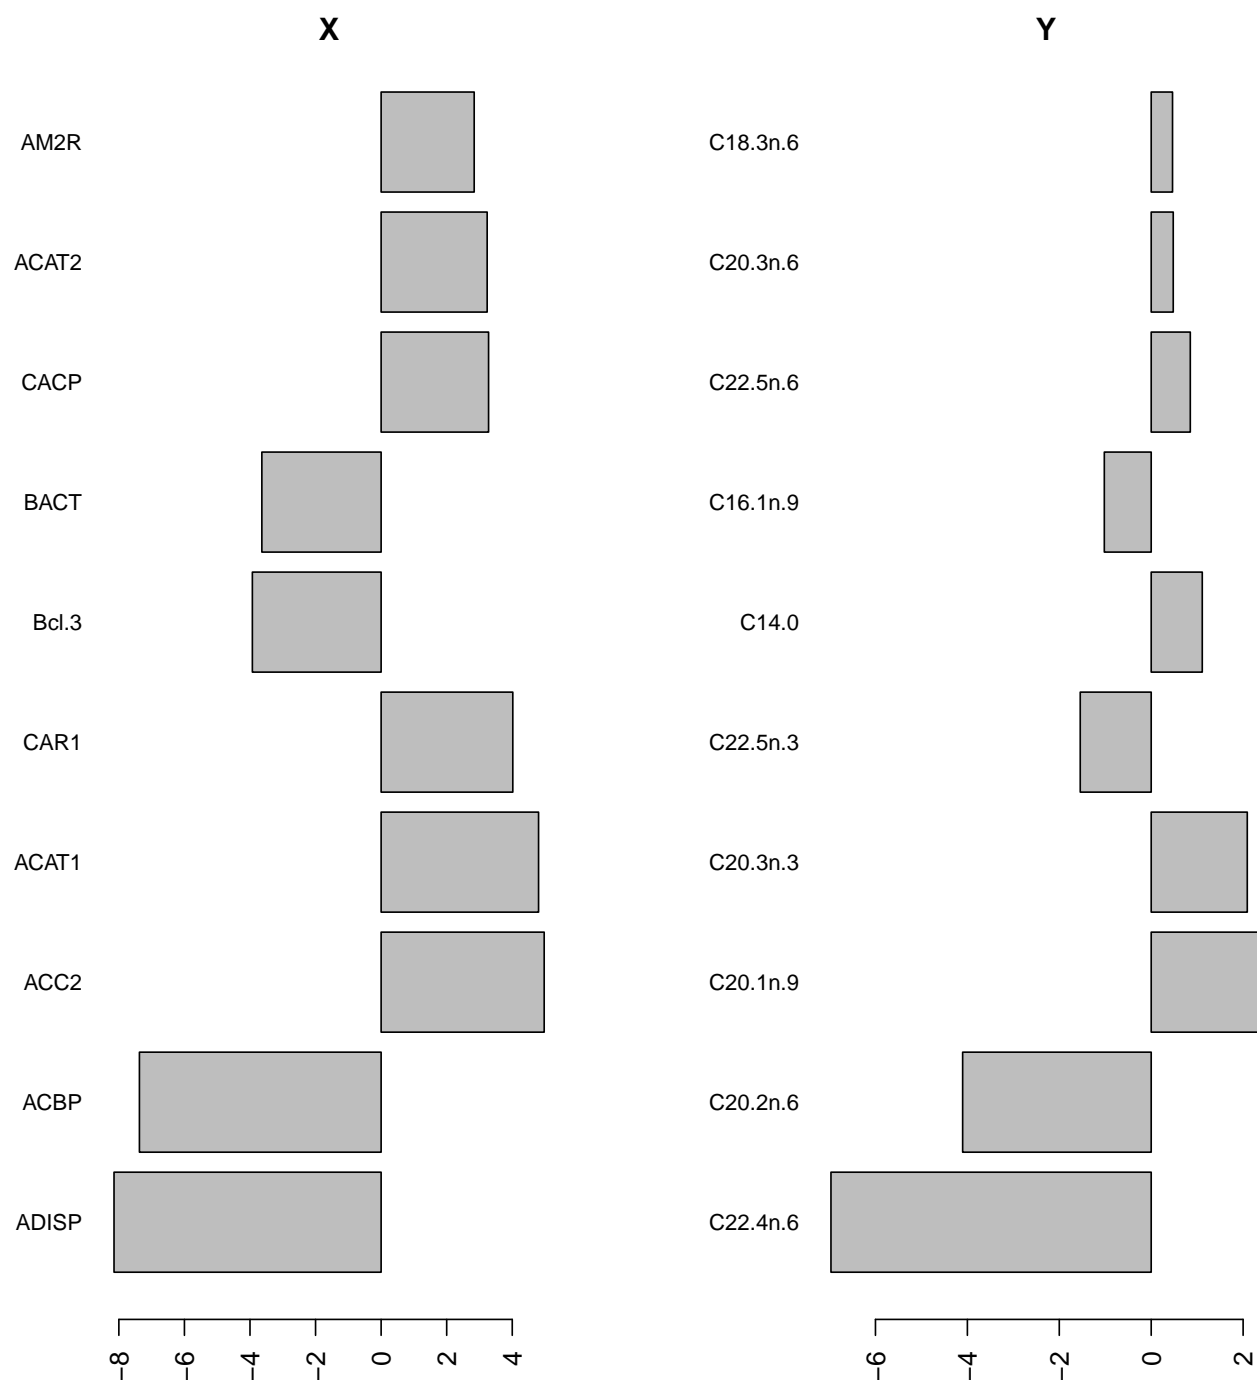 X
AM2R
ACAT2
CACP
BACT
Bcl.3
CAR1
ACAT1
ACC2
ACBP
ADISP
−8 −6 −4 −2 0 2 4
Y
C18.3n.6
C20.3n.6
C22.5n.6
C16.1n.9
C14.0
C22.5n.3
C20.3n.3
C20.1n.9
C20.2n.6
C22.4n.6
−6 −4 −2 0 2